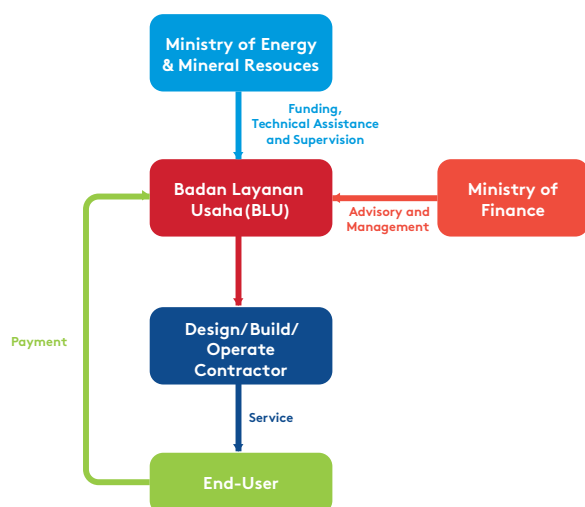 Ministry of Energy
& Mineral Resouces
Funding,
Technical Assistance
and Supervision
Badan Layanan
Usaha(BLU)
Ministry of
Finance
Advisory and
Management
Design/Build/
Operate
Contractor
Payment
Service
End-User